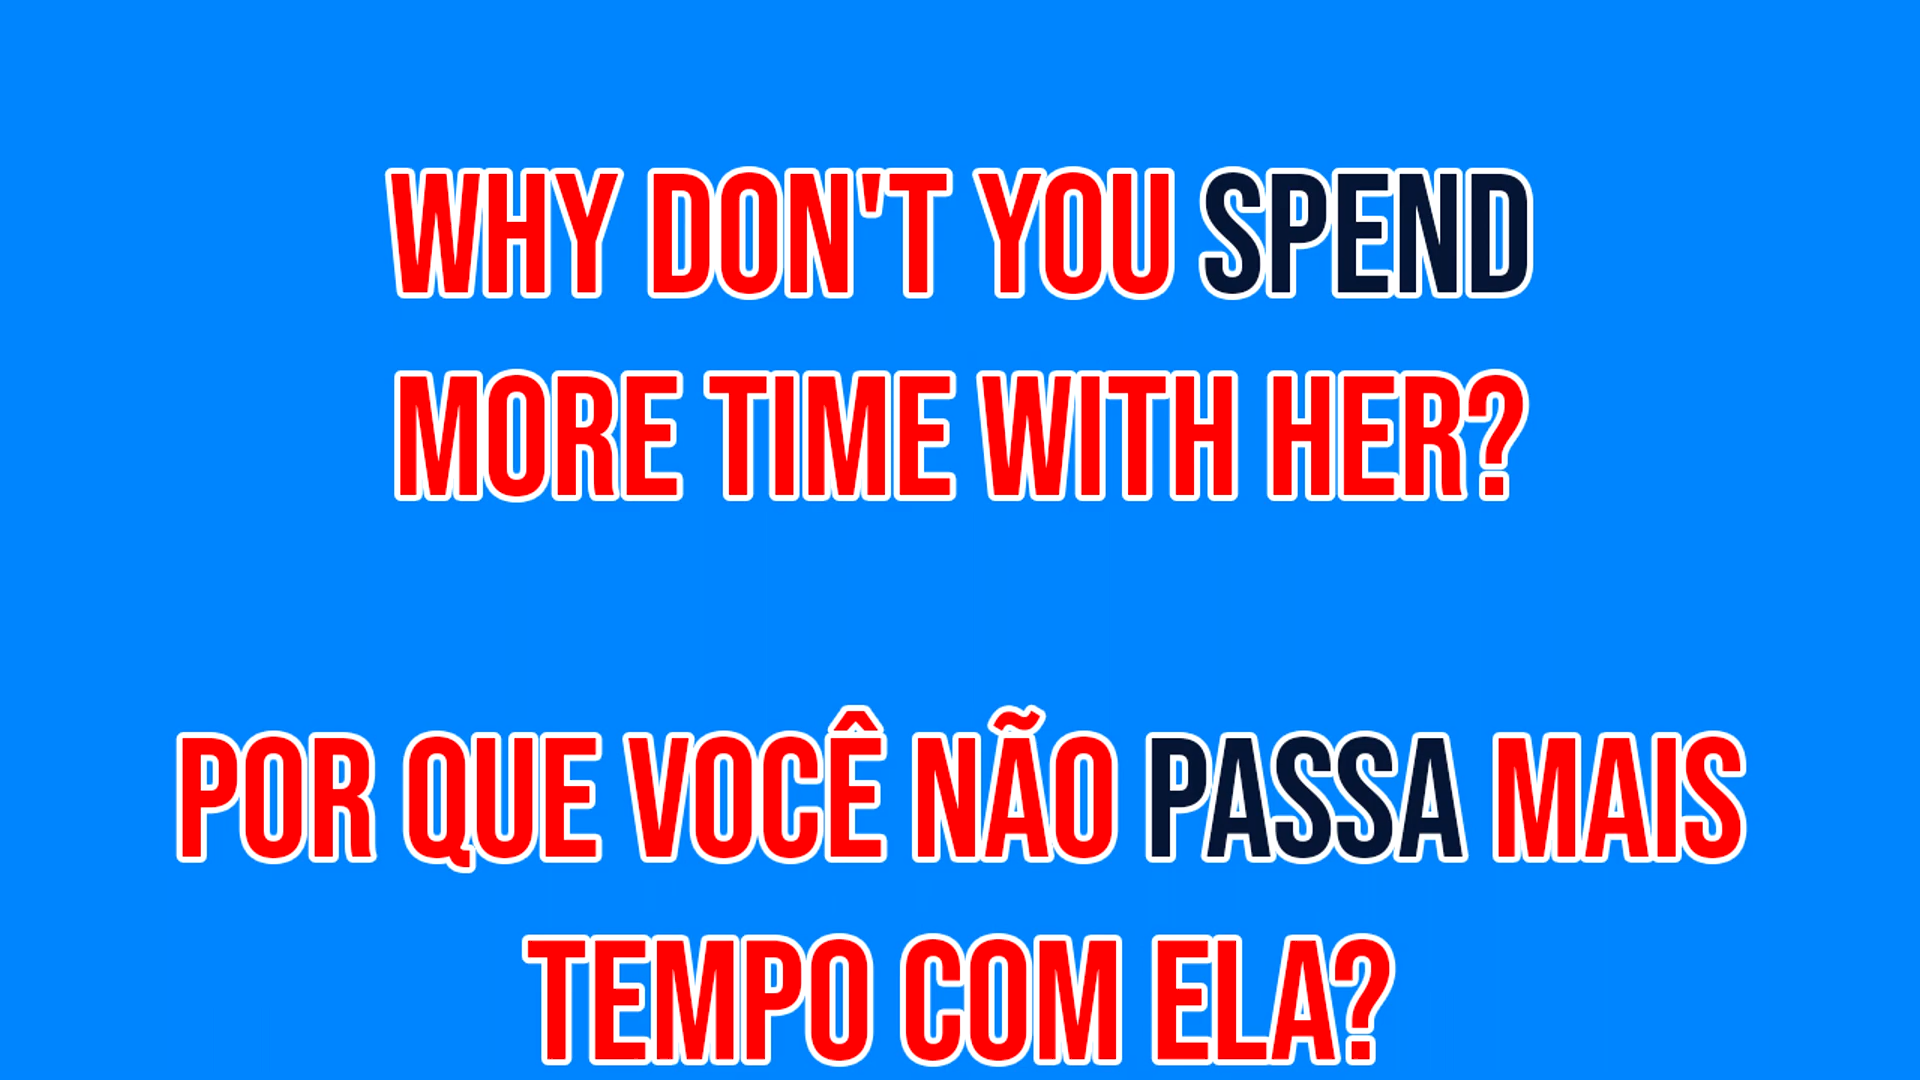 WHY DON'T YOU SPEND
MORE TIME WITH HER?
POR QUE VOCÊ NÃO PASSA MAIS
TEMPO COM ELA?